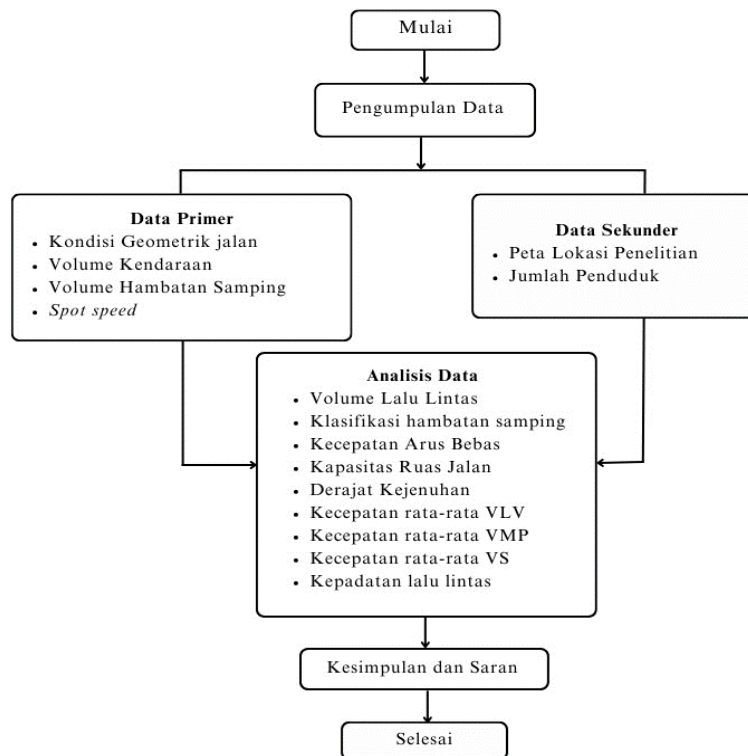 Mulai
Pengumpulan Data
Data Primer
• Kondisi Geometrik jalan
• Volume Kendaraan
• Volume Hambatan Samping
• Spot speed
Data Sekunder
• Peta Lokasi Penelitian
• Jumlah Penduduk
Analisis Data
• Volume Lalu Lintas
• Klasifikasi hambatan samping
• Kecepatan Arus Bebas
• Kapasitas Ruas Jalan
• Derajat Kejenuhan
• Kecepatan rata-rata VLV
• Kecepatan rata-rata VMP
• Kecepatan rata-rata VS
• Kepadatan lalu lintas
Kesimpulan dan Saran
Selesai